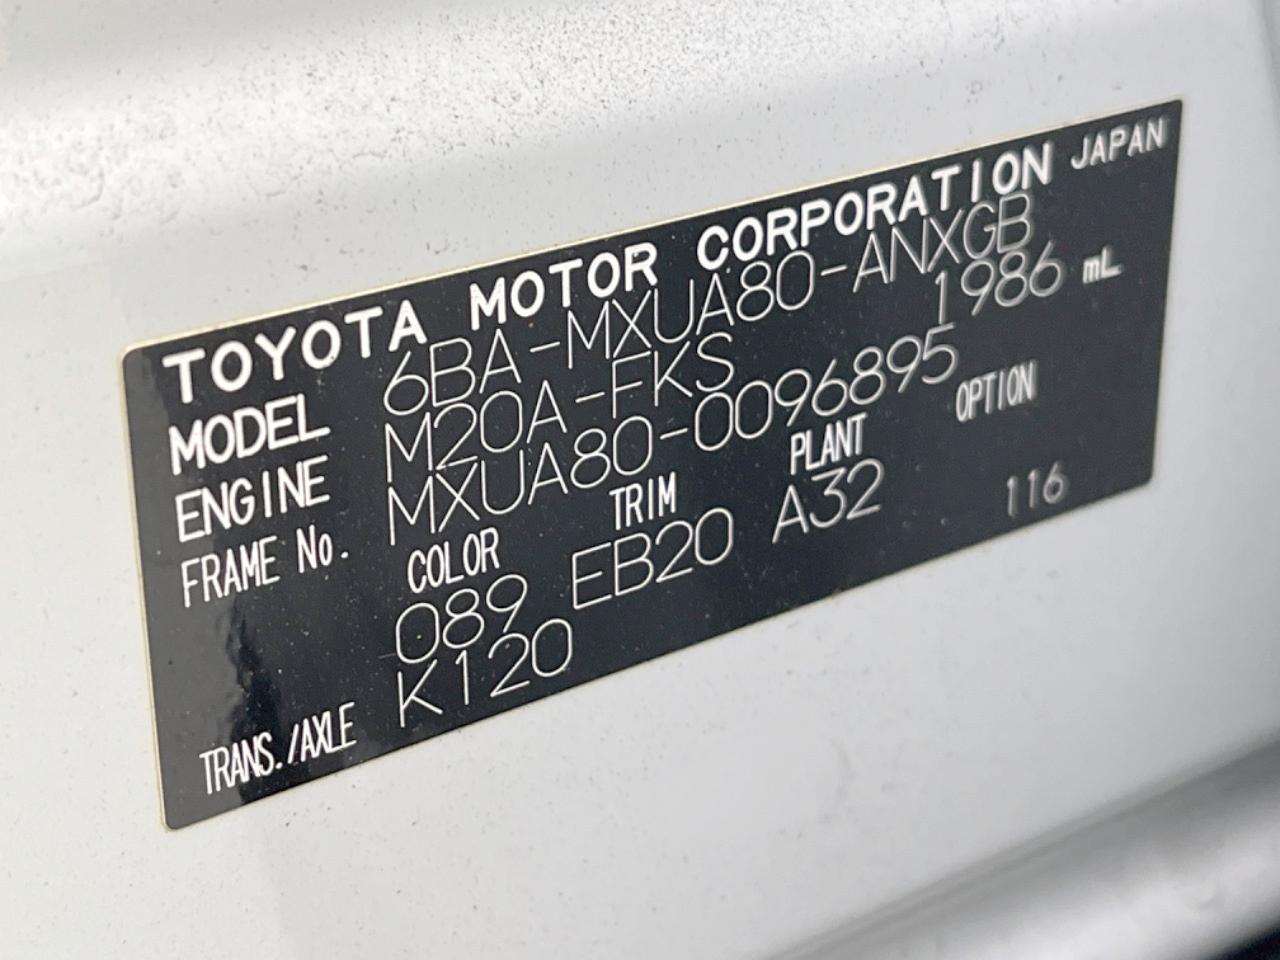 TOYOTA MOTOR CORPORATION JAPAN
MODEL 6BA-MXUA80-ANXGB
ENGINE M20A-FKS 1986 mL
FRAME No. MXUA80-0096895
COLOR TRIM PLANT OPTION
089 EB20 A32 116
TRANS./AXLE K120